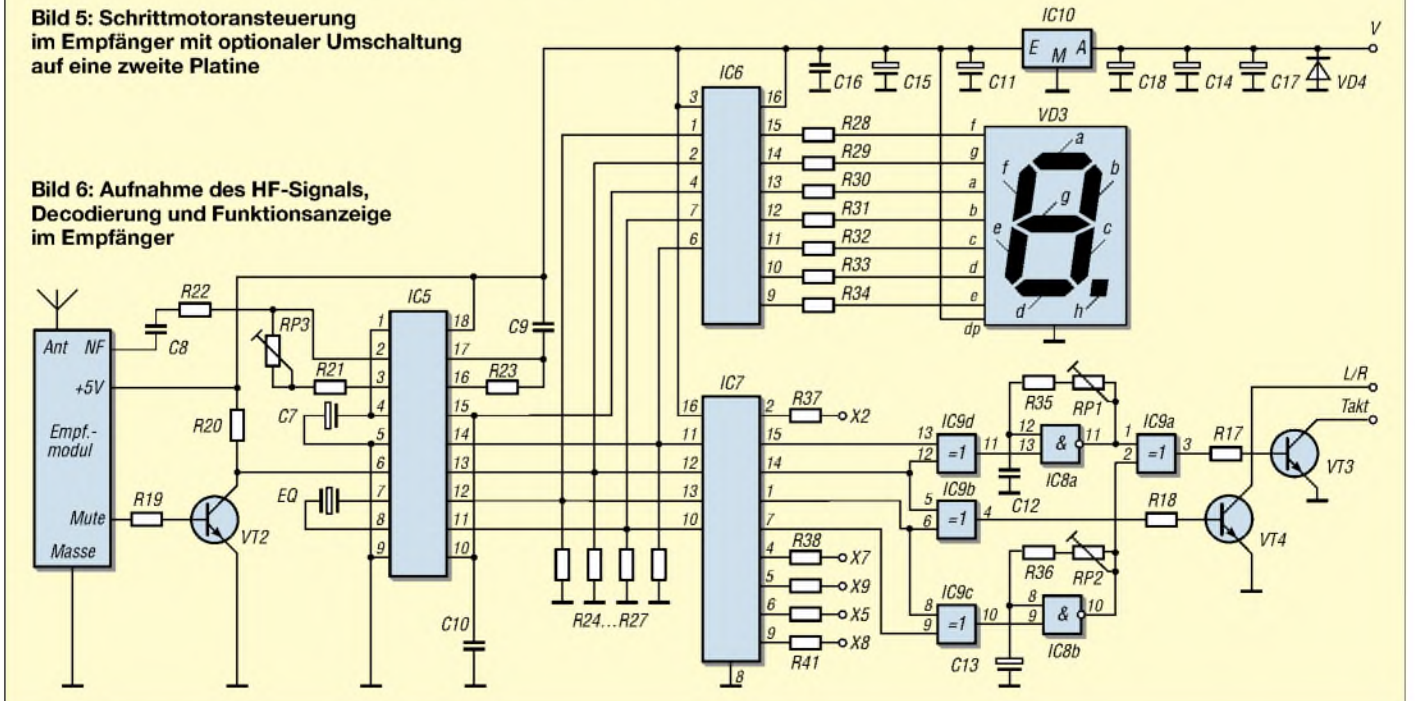 Bild 5: Schrittmotoransteuerung
im Empfänger mit optionaler Umschaltung
auf eine zweite Platine
Bild 6: Aufnahme des HF-Signals,
Decodierung und Funktionsanzeige
im Empfänger
IC10
V
E M A
C16
C15
C11
C18
C14
C17
VD4
IC6
3
16
1
15
R28
f
2
14
R29
g
4
13
R30
a
7
12
R31
b
6
11
R32
c
10
R33
d
9
R34
e
dp
VD3
a
f
b
g
e
c
d
h
Ant NF
+5V
Empf.-
modul
Mute
Masse
C8
R22
RP3
R21
C7
R20
R19
VT2
EQ
IC5
1
18
2
17
3
16
4
15
5
14
6
13
7
12
8
11
9
10
C9
R23
C10
R24...R27
IC7
16
2
R37
X2
11
15
12
14
13
1
10
7
4
R38
X7
5
X9
6
X5
9
R41
X8
8
IC9d
13
12
=1
11
IC9b
5
6
=1
4
IC9c
8
9
=1
10
R35
RP1
12
13
&
11
IC8a
C12
R36
RP2
8
9
&
10
IC8b
C13
IC9a
1
2
=1
3
R17
VT3
R18
VT4
L/R
Takt